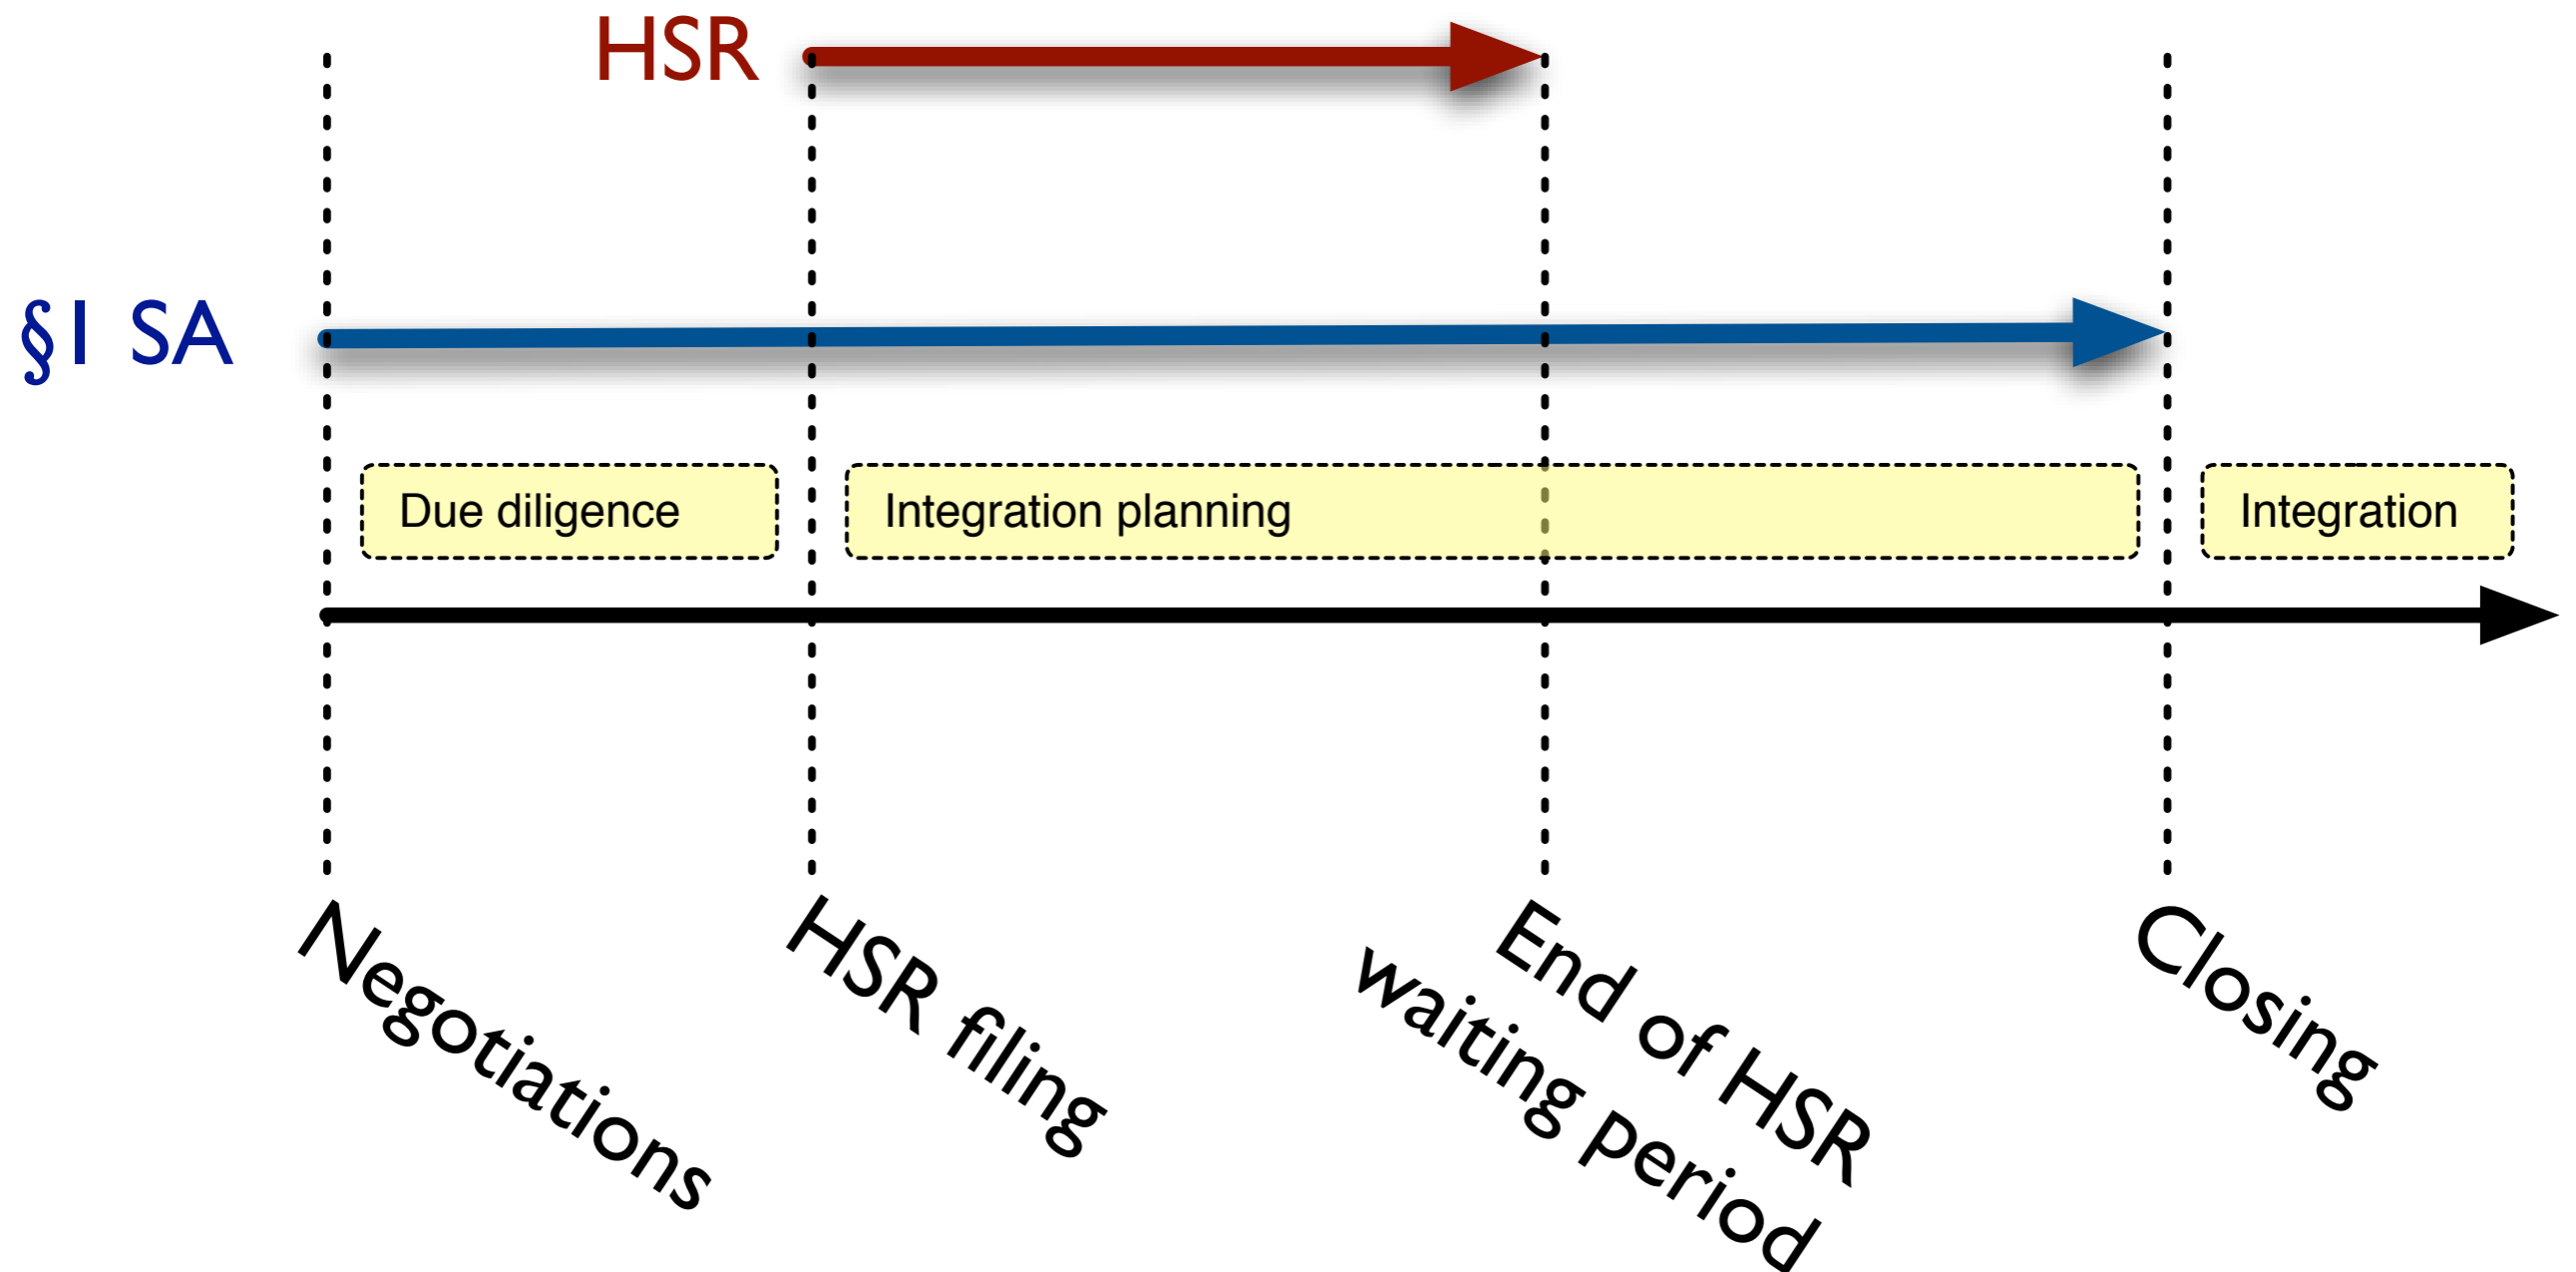 HSR
§1 SA
Due diligence
Integration planning
Integration
Negotiations
HSR filing
End of HSR
waiting period
Closing